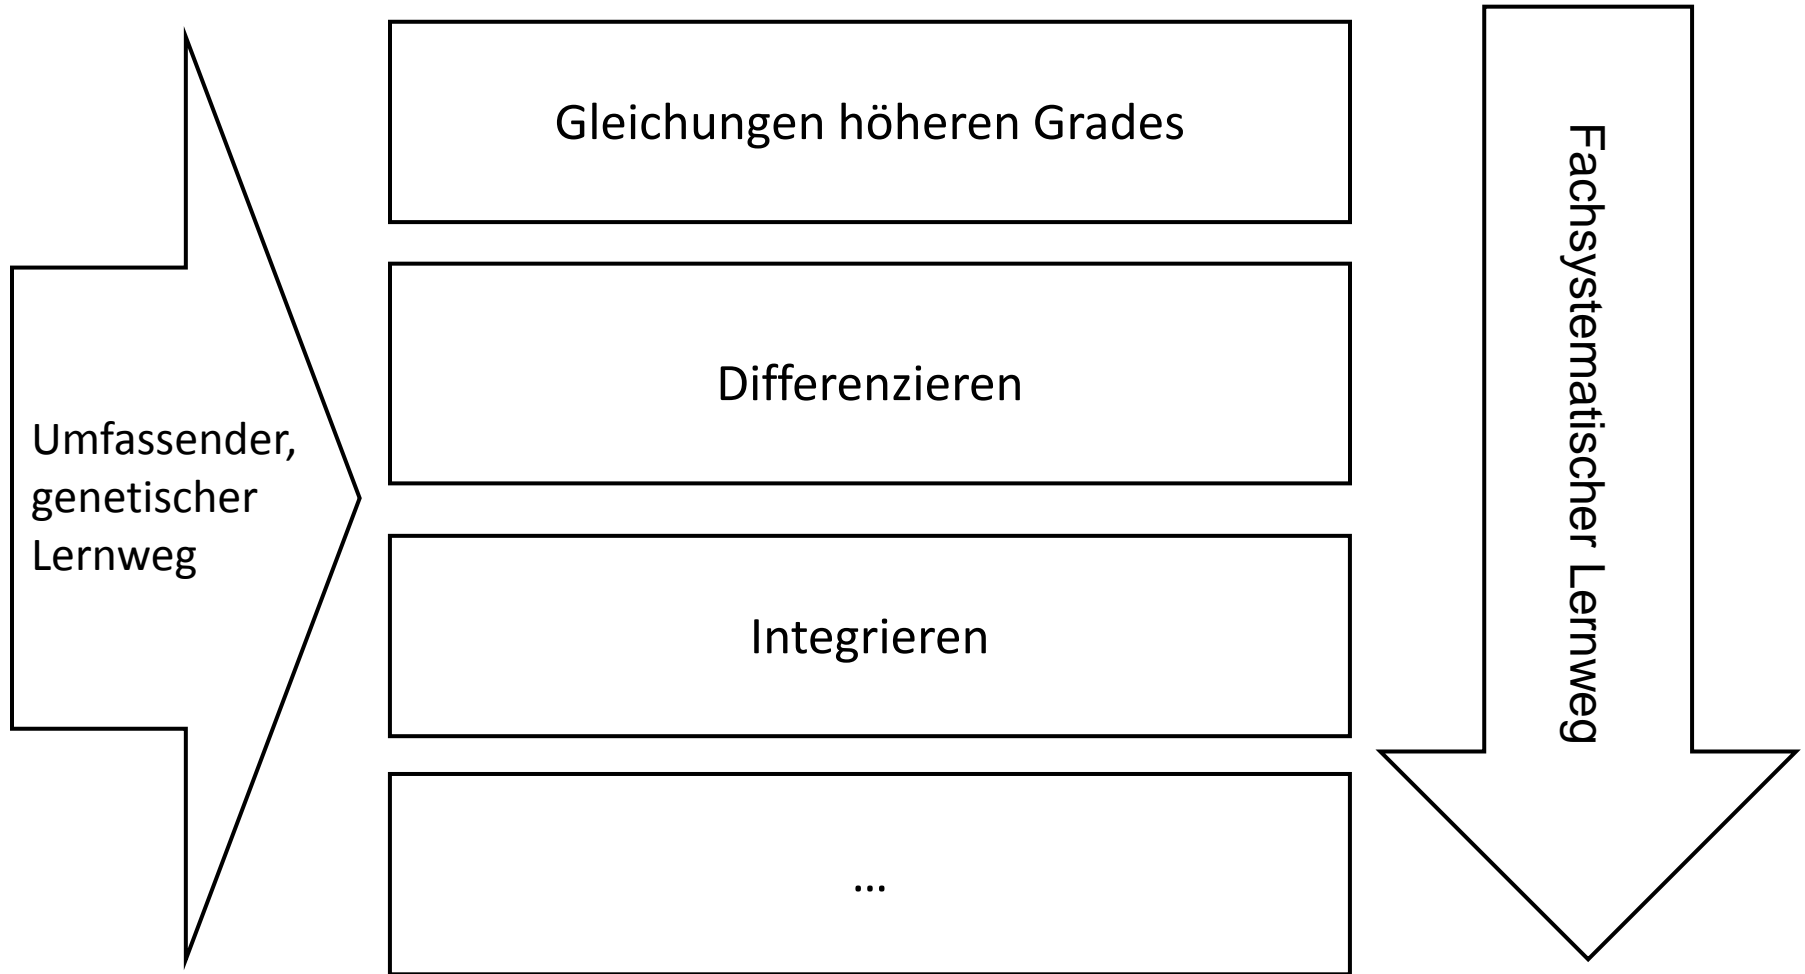 Gleichungen höheren Grades
Differenzieren
Umfassender,
genetischer
Lernweg
Integrieren
...
Fachsystematischer Lernweg